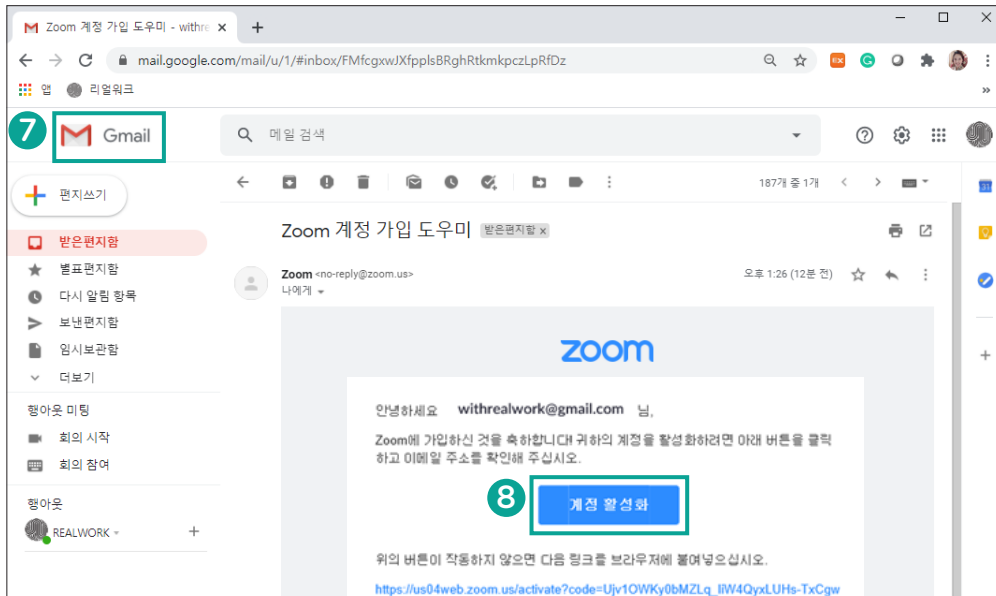 Zoom 계정 가입 도우미 - withre
mail.google.com/mail/u/1/#inbox/FMfcgxwJXfpplsBRghRtkmkpczLpRfDz
앱 리얼워크
7 Gmail
메일 검색
편지쓰기
187개 중 1개
받은편지함
별표편지함
다시 알림 항목
보낸편지함
임시보관함
더보기
행아웃 미팅
회의 시작
회의 참여
행아웃
REALWORK
Zoom 계정 가입 도우미 받은편지함 x
Zoom <no-reply@zoom.us>
오후 1:26 (12분 전)
나에게
zoom
안녕하세요 withrealwork@gmail.com 님,
Zoom에 가입하신 것을 축하합니다! 귀하의 계정을 활성화하려면 아래 버튼을 클릭
하고 이메일 주소를 확인해 주십시오.
8 계정 활성화
위의 버튼이 작동하지 않으면 다음 링크를 브라우저에 붙여넣으십시오.
https://us04web.zoom.us/activate?code=Ujv1OWKy0bMZLq_IiW4QyxLUHs-TxCgw
31